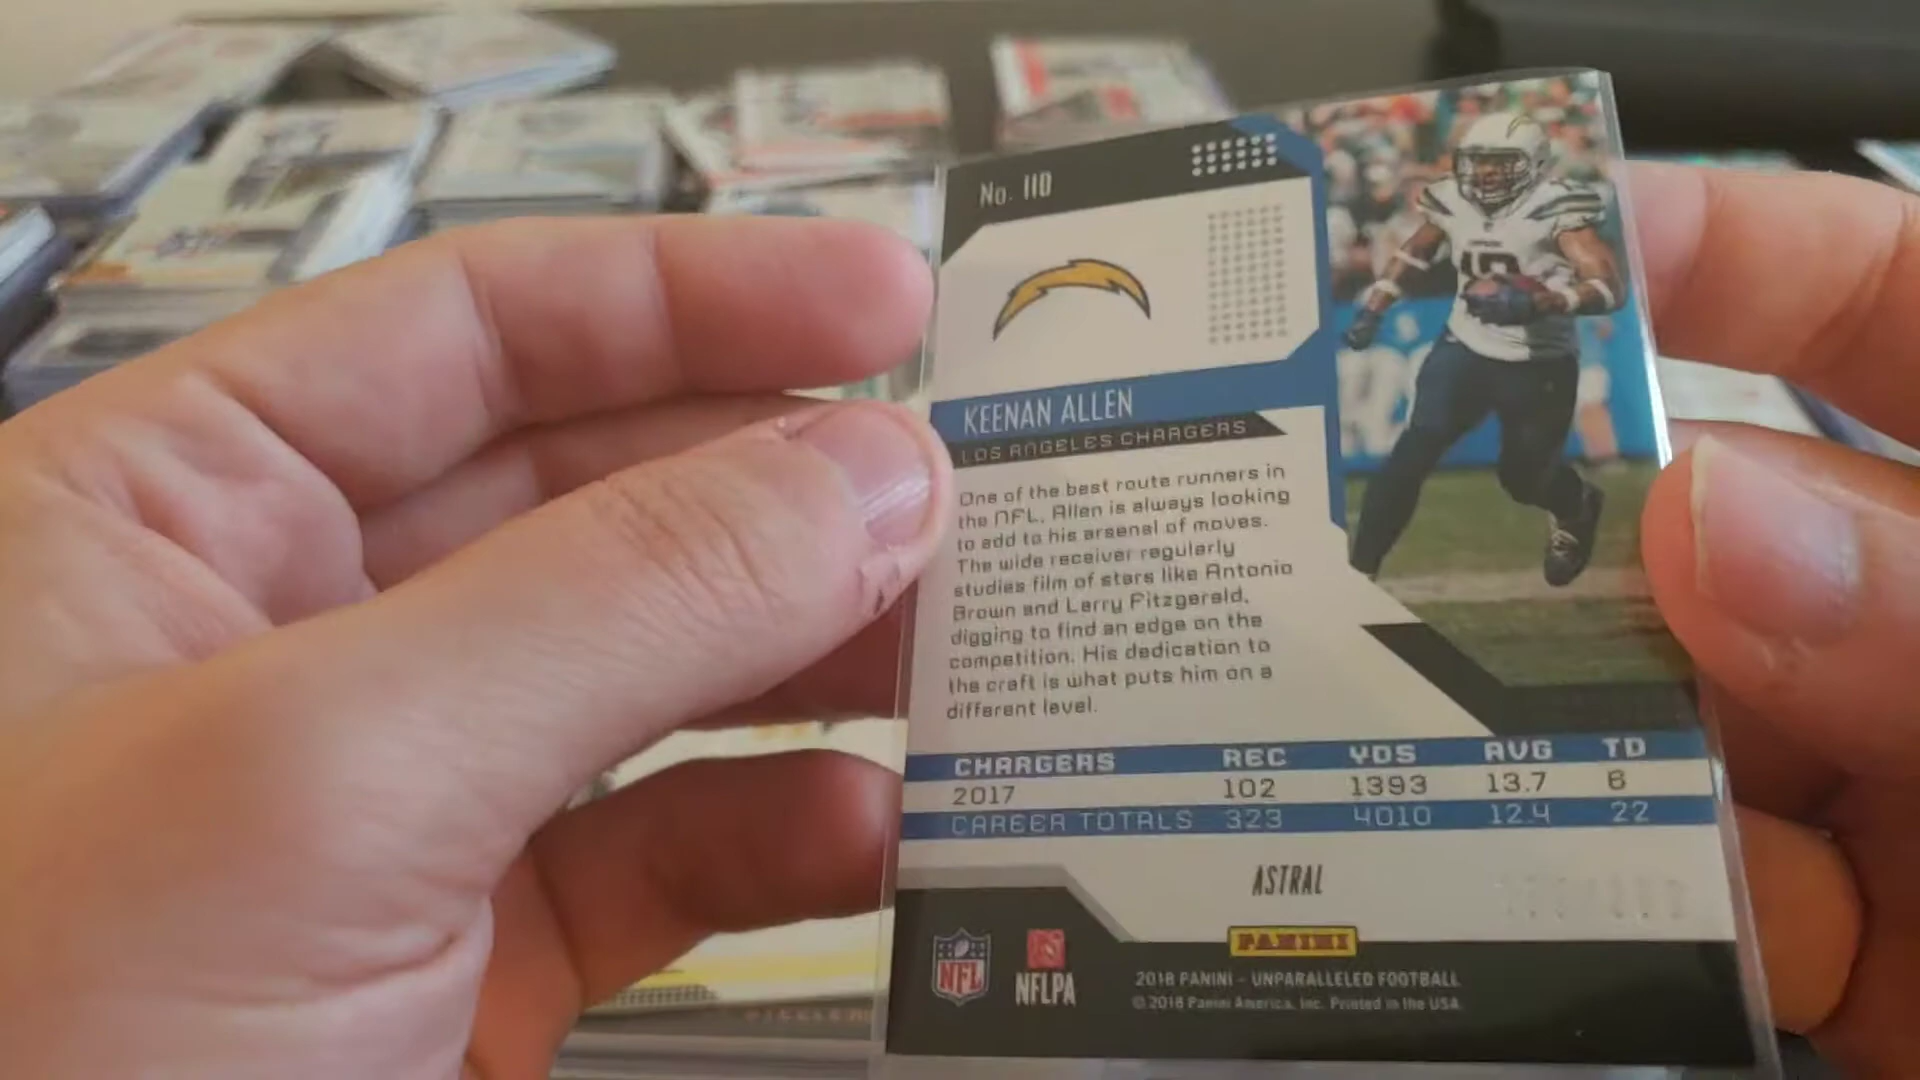 No. 110
KEENAN ALLEN
LOS ANGELES CHARGERS
One of the best route runners in
the NFL, Allen is always looking
to add to his arsenal of moves.
The wide receiver regularly
studies film of stars like Antonio
Brown and Larry Fitzgerald,
digging to find an edge on the
competition. His dedication to
the craft is what puts him on a
different level.
CHARGERS REC YDS AVG TD
2017 102 1393 13.7 6
CAREER TOTALS 323 4010 12.4 22
ASTRAL
PANINI
NFL
NFLPA
2018 PANINI - UNPARALLELED FOOTBALL
© 2018 Panini America, Inc. Printed in the USA.